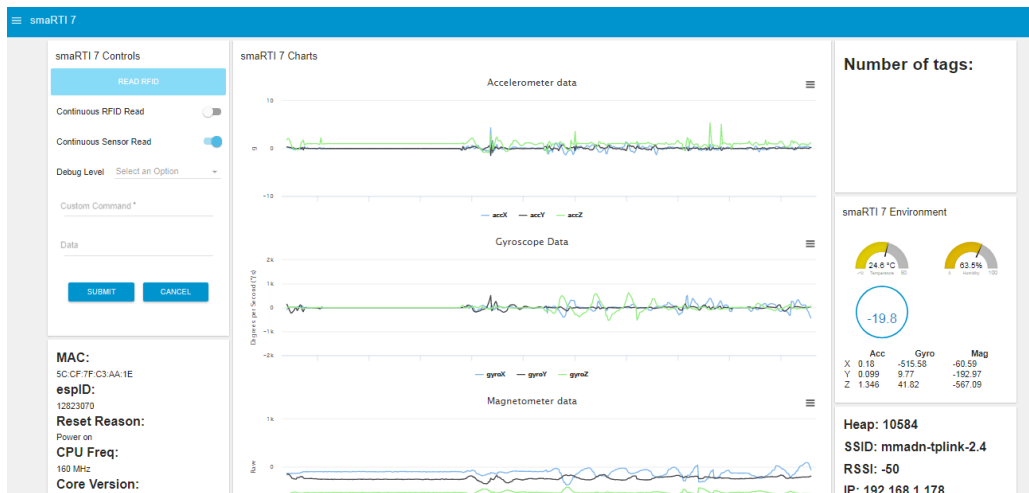 smaRTI 7
smaRTI 7 Controls
READ RFID
Continuous RFID Read
Continuous Sensor Read
Debug Level Select an Option
Custom Command *
Data
SUBMIT CANCEL
MAC:
5C:CF:7F:C3:AA:1E
espID:
12823070
Reset Reason:
Power on
CPU Freq:
160 MHz
Core Version:
smaRTI 7 Charts
Accelerometer data
10
g 0
-10
accX accY accZ
Gyroscope Data
2k
1k
Degrees per Second (°/s) 0
-1k
-2k
gyroX gyroY gyroZ
Magnetometer data
1k
Raw 0
Number of tags:
smaRTI 7 Environment
24.6 °C 63.5%
Temperature 50 0 Humidity 100
-19.8
Acc Gyro Mag
X 0.18 -515.58 -60.59
Y 0.099 9.77 -192.97
Z 1.346 41.82 -567.09
Heap: 10584
SSID: mmadn-tplink-2.4
RSSI: -50
IP: 192.168.1.178